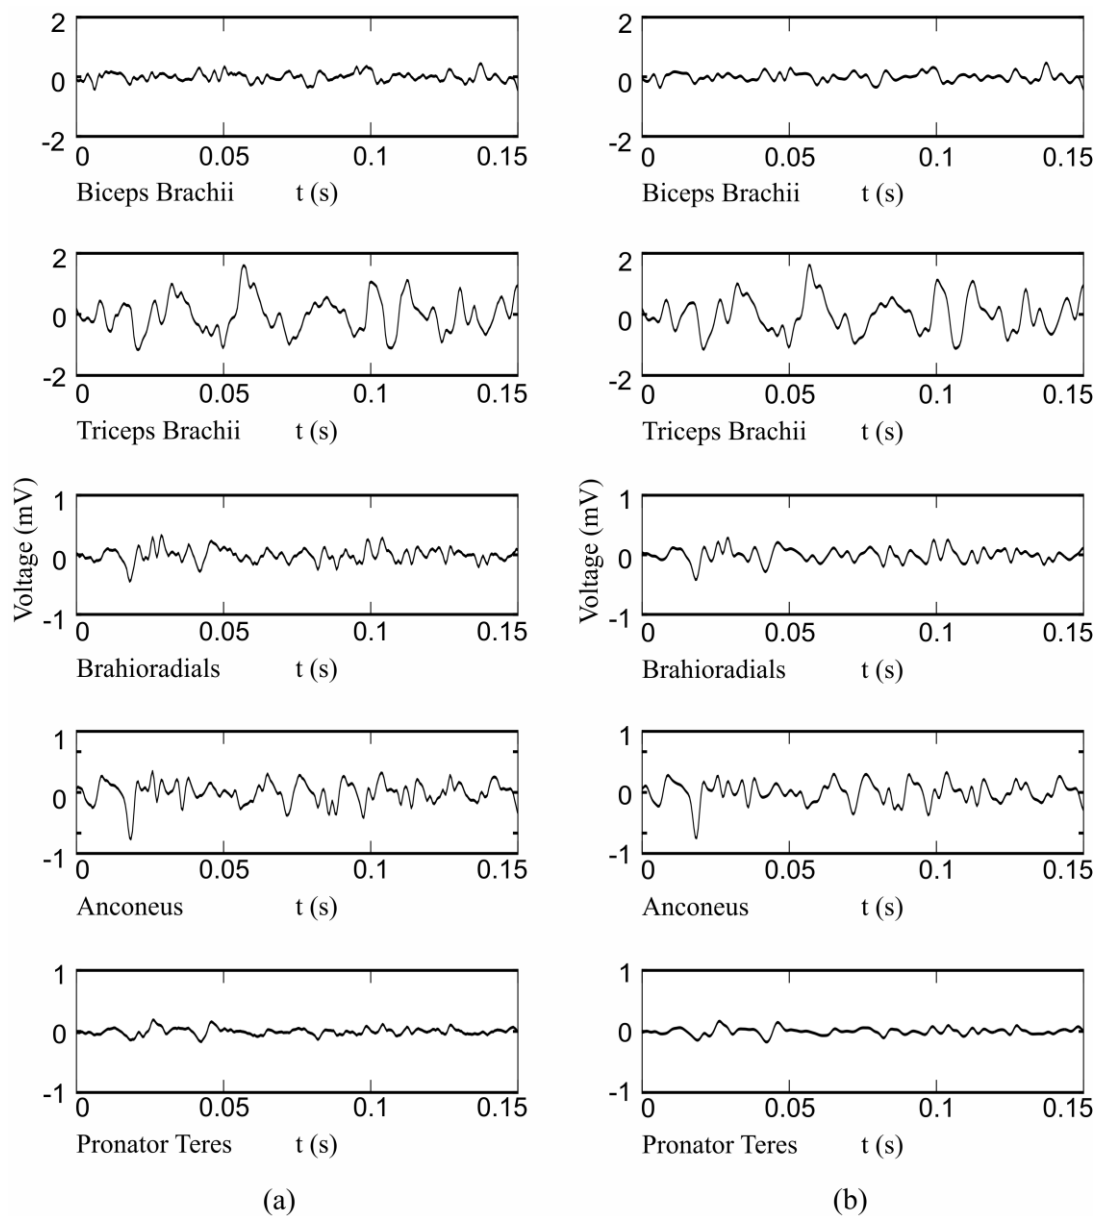 2
0
-2
0 0.05 0.1 0.15
Biceps Brachii t (s)
2
0
-2
0 0.05 0.1 0.15
Triceps Brachii t (s)
Voltage (mV)
1
0
-1
0 0.05 0.1 0.15
Brahioradials t (s)
1
0
-1
0 0.05 0.1 0.15
Anconeus t (s)
1
0
-1
0 0.05 0.1 0.15
Pronator Teres t (s)
(a)
2
0
-2
0 0.05 0.1 0.15
Biceps Brachii t (s)
2
0
-2
0 0.05 0.1 0.15
Triceps Brachii t (s)
Voltage (mV)
1
0
-1
0 0.05 0.1 0.15
Brahioradials t (s)
1
0
-1
0 0.05 0.1 0.15
Anconeus t (s)
1
0
-1
0 0.05 0.1 0.15
Pronator Teres t (s)
(b)